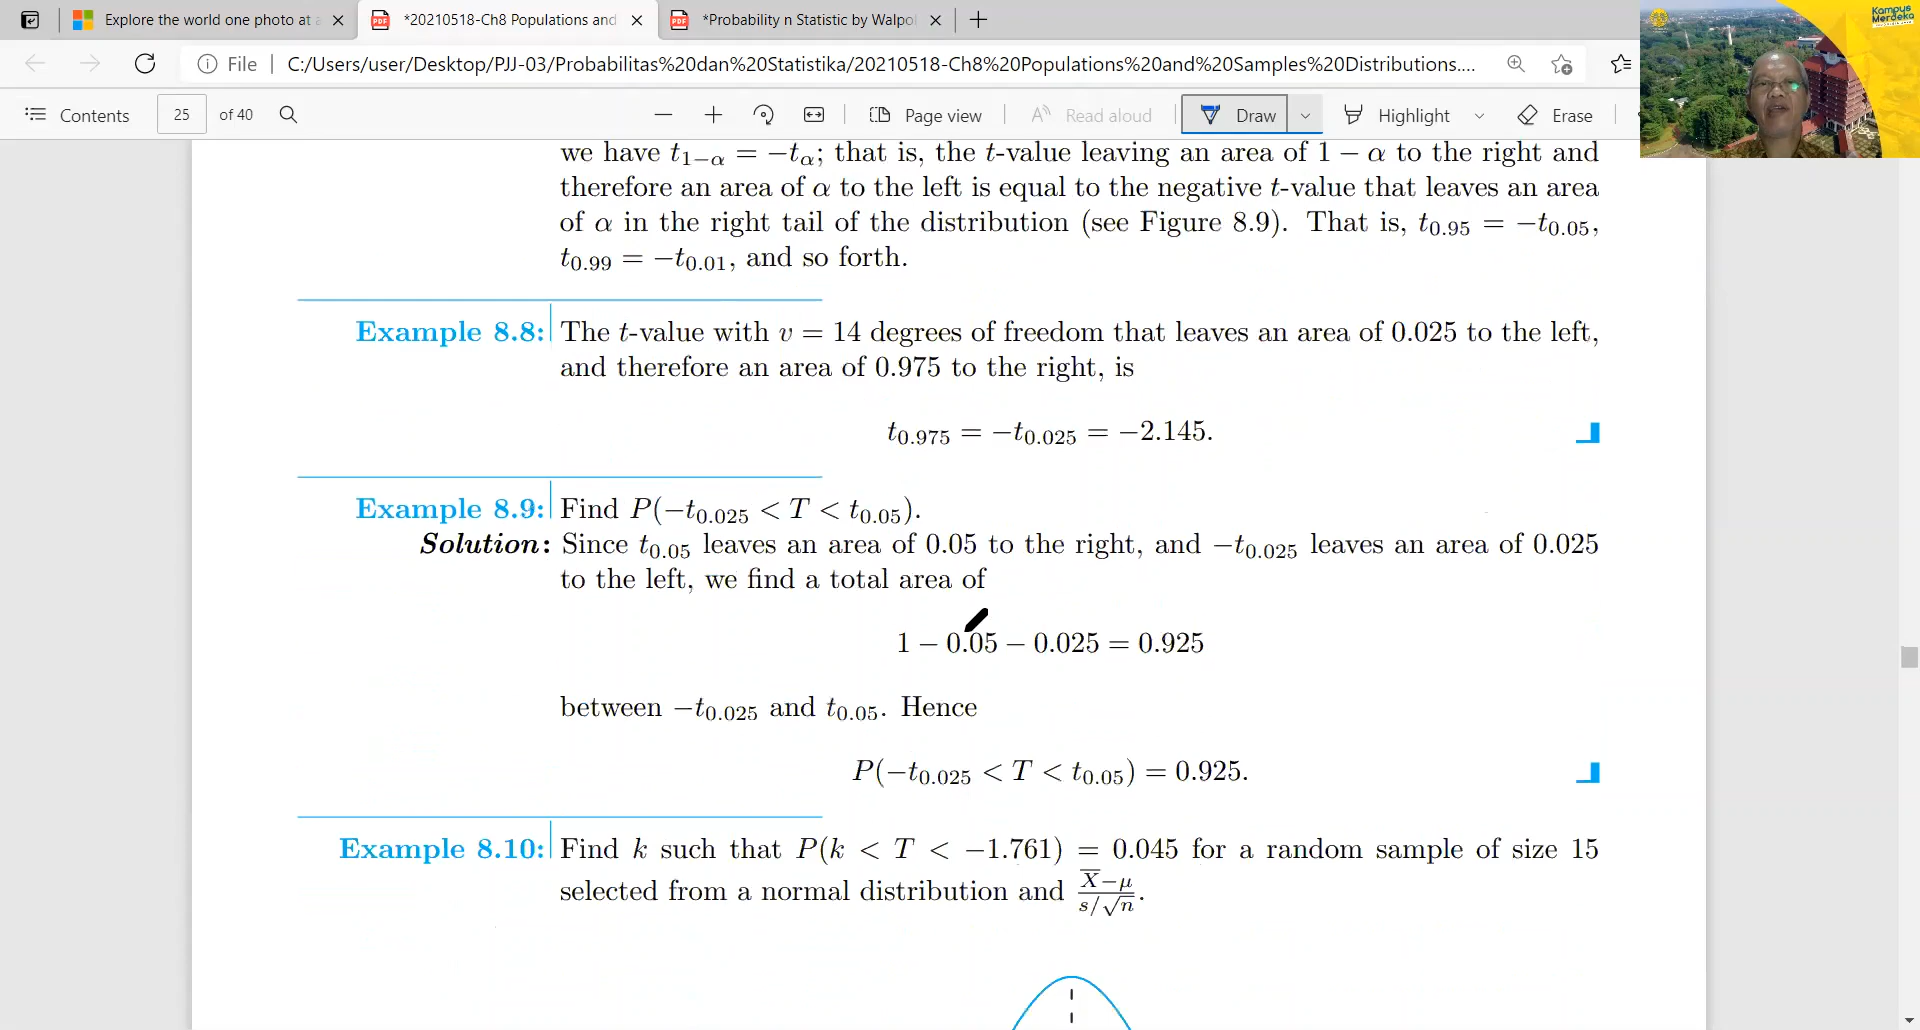 Explore the world one photo at a
*20210518-Ch8 Populations and
*Probability n Statistic by Walpol
File
C:/Users/user/Desktop/PJJ-03/Probabilitas%20dan%20Statistika/20210518-Ch8%20Populations%20and%20Samples%20Distributions....
Contents
25 of 40
Page view
Read aloud
Draw
Highlight
Erase
Kampus Merdeka
we have t₁₋α = −tα; that is, the t-value leaving an area of 1 − α to the right and
therefore an area of α to the left is equal to the negative t-value that leaves an area
of α in the right tail of the distribution (see Figure 8.9). That is, t₀.₉₅ = −t₀.₀₅,
t₀.₉₉ = −t₀.₀₁, and so forth.
Example 8.8: The t-value with v = 14 degrees of freedom that leaves an area of 0.025 to the left,
and therefore an area of 0.975 to the right, is
t₀.₉₇₅ = −t₀.₀₂₅ = −2.145.
Example 8.9: Find P(−t₀.₀₂₅ < T < t₀.₀₅).
Solution: Since t₀.₀₅ leaves an area of 0.05 to the right, and −t₀.₀₂₅ leaves an area of 0.025
to the left, we find a total area of
1 − 0.05 − 0.025 = 0.925
between −t₀.₀₂₅ and t₀.₀₅. Hence
P(−t₀.₀₂₅ < T < t₀.₀₅) = 0.925.
Example 8.10: Find k such that P(k < T < −1.761) = 0.045 for a random sample of size 15
selected from a normal distribution and (X̄−μ)/(s/√n).